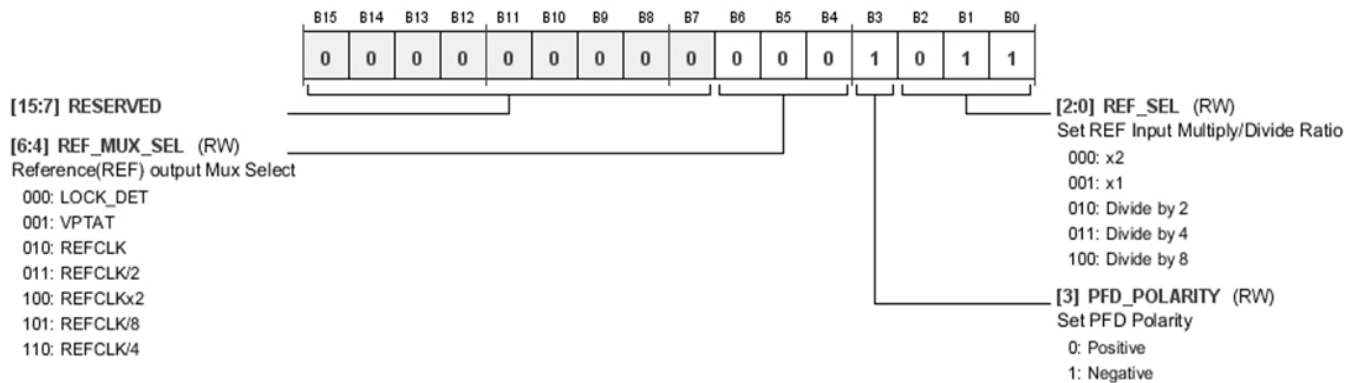 B15 B14 B13 B12 B11 B10 B9 B8 B7 B6 B5 B4 B3 B2 B1 B0
0 0 0 0 0 0 0 0 0 0 0 0 1 0 1 1
[15:7] RESERVED
[6:4] REF_MUX_SEL (RW)
Reference(REF) output Mux Select
000: LOCK_DET
001: VPTAT
010: REFCLK
011: REFCLK/2
100: REFCLKx2
101: REFCLK/8
110: REFCLK/4
[2:0] REF_SEL (RW)
Set REF Input Multiply/Divide Ratio
000: x2
001: x1
010: Divide by 2
011: Divide by 4
100: Divide by 8
[3] PFD_POLARITY (RW)
Set PFD Polarity
0: Positive
1: Negative